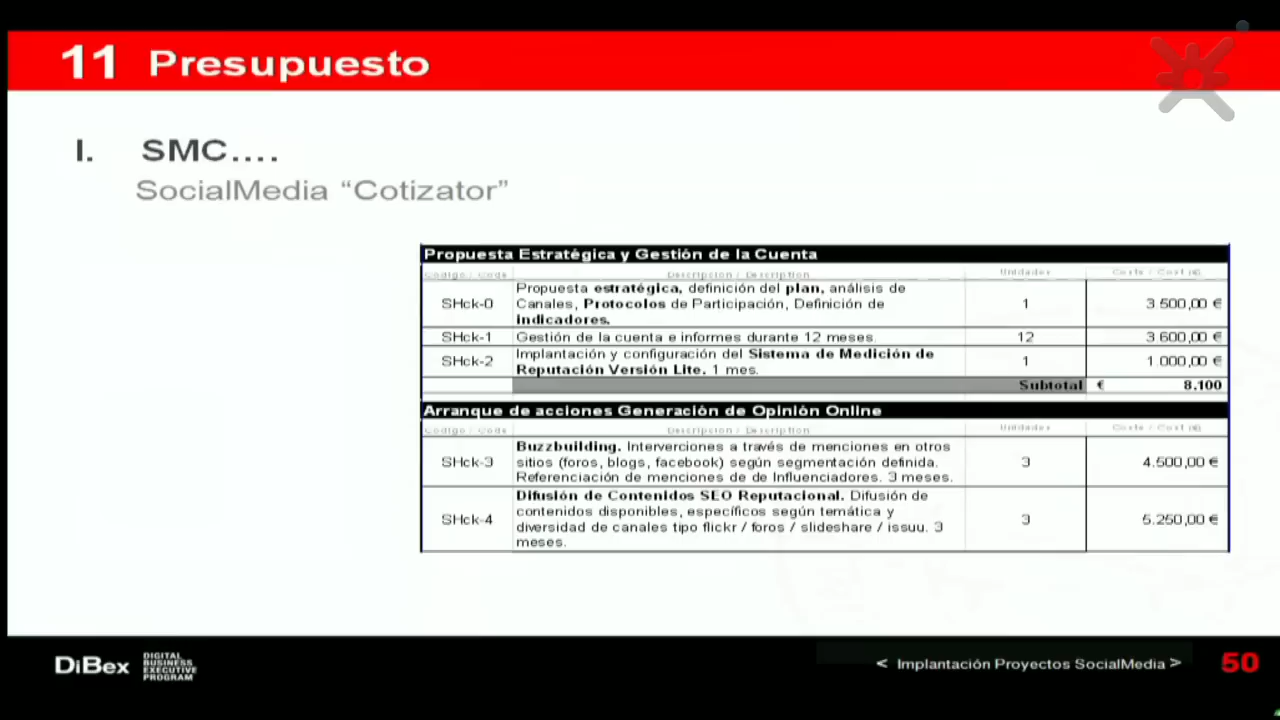 11 Presupuesto
I. SMC....
SocialMedia “Cotizator”
Propuesta Estratégica y Gestión de la Cuenta
Código / Code Descripción / Description Unidades Coste / Cost
SHck-0 Propuesta estratégica, definición del plan, análisis de
Canales, Protocolos de Participación, Definición de
indicadores. 1 3 500,00 €
SHck-1 Gestión de la cuenta e informes durante 12 meses. 12 3 600,00 €
SHck-2 Implantación y configuración del Sistema de Medición de
Reputación Versión Lite. 1 mes. 1 1 000,00 €
Subtotal € 8.100
Arranque de acciones Generación de Opinión Online
Código / Code Descripción / Description Unidades Coste / Cost
SHck-3 Buzzbuilding. Intervenciones a través de menciones en otros
sitios (foros, blogs, facebook) según segmentación definida.
Referenciación de menciones de de Influenciadores. 3 meses. 3 4.500,00 €
SHck-4 Difusión de Contenidos SEO Reputacional. Difusión de
contenidos disponibles, específicos según temática y
diversidad de canales tipo flickr / foros / slideshare / issuu. 3
meses. 3 5.250,00 €
DiBex DIGITAL
BUSINESS
EXECUTIVE
PROGRAM
< Implantación Proyectos SocialMedia > 50